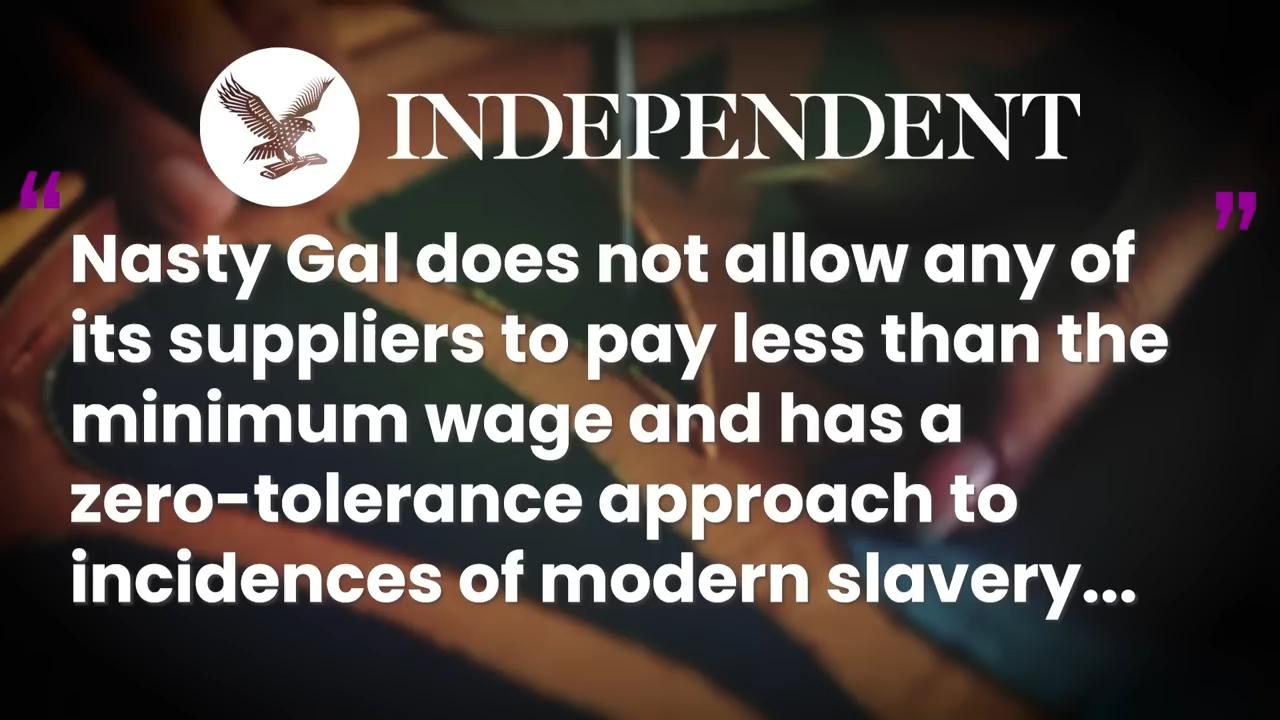 INDEPENDENT
“ ”
Nasty Gal does not allow any of
its suppliers to pay less than the
minimum wage and has a
zero-tolerance approach to
incidences of modern slavery...